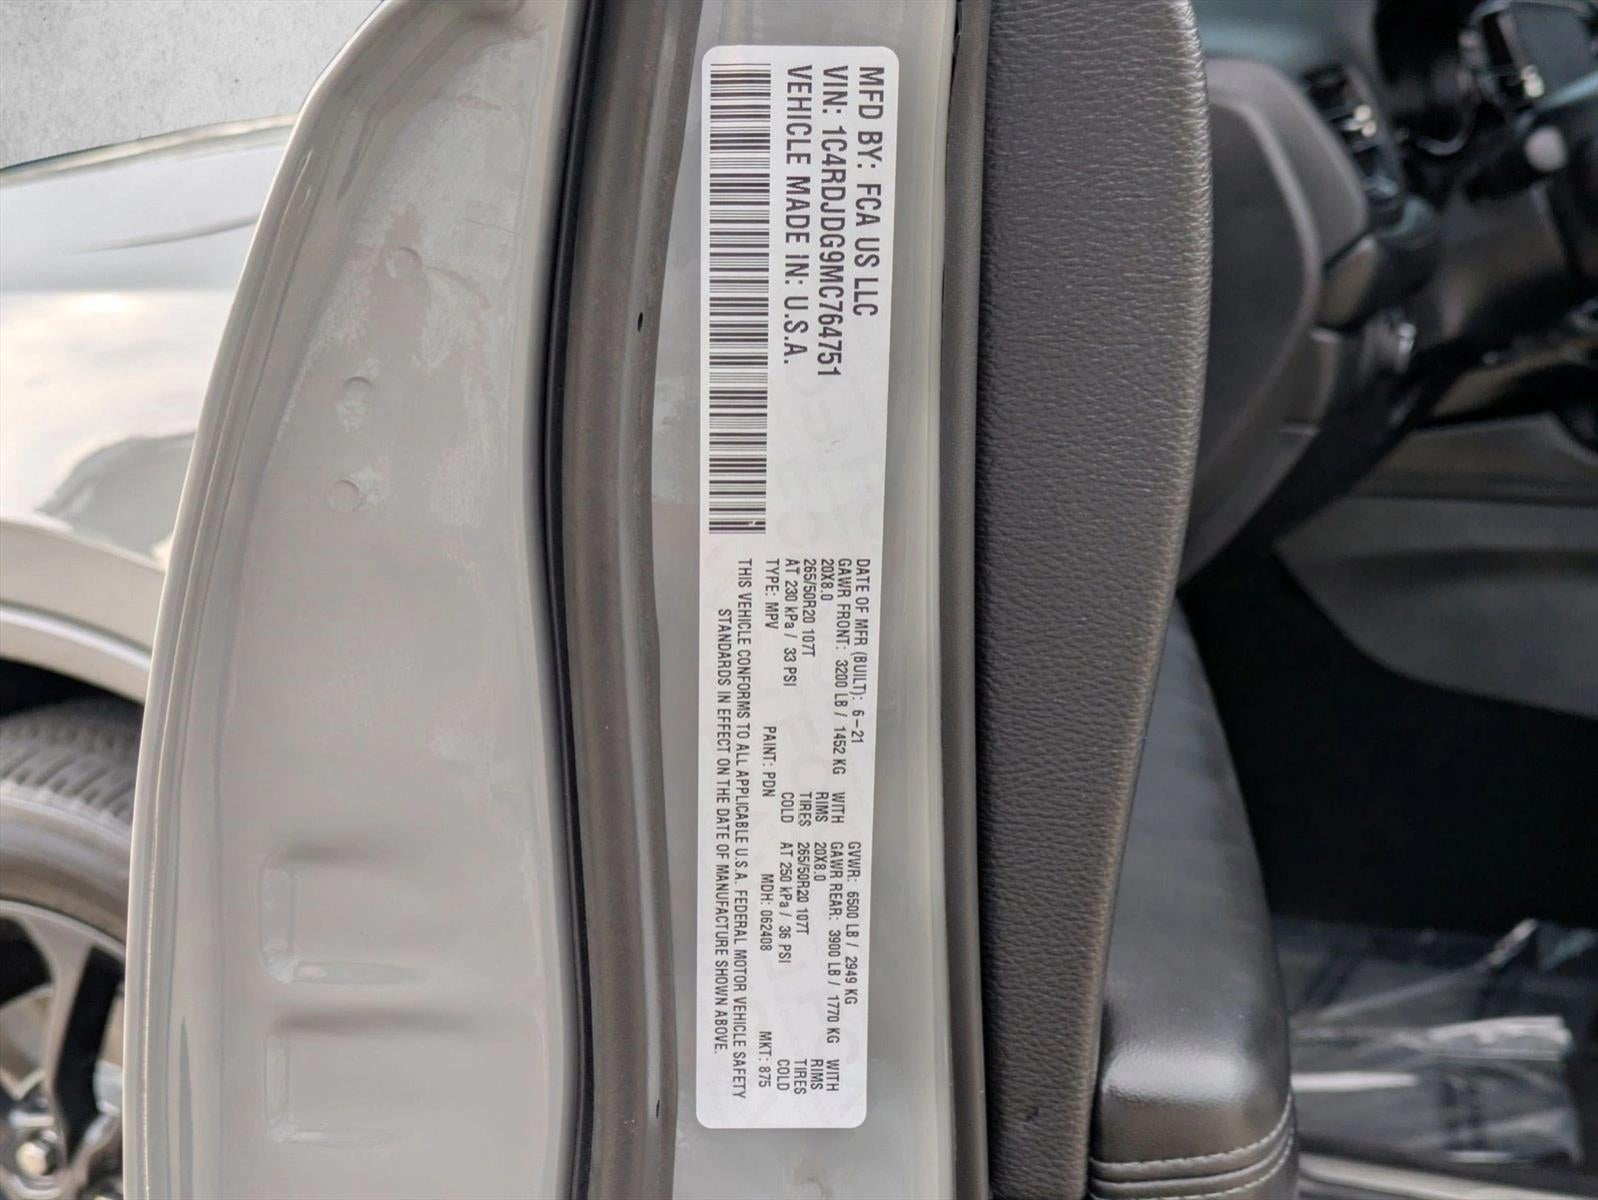 MFD BY: FCA US LLC
VIN: 1C4RDJDG9MC764751
VEHICLE MADE IN: U.S.A.
DATE OF MFR (BUILT): 6-21 GVWR: 6500 LB / 2949 KG
GAWR FRONT: 3200 LB / 1452 KG WITH GAWR REAR: 3900 LB / 1770 KG WITH
20X8.0 RIMS 20X8.0 RIMS
265/50R20 107T TIRES 265/50R20 107T TIRES
AT 230 kPa / 33 PSI COLD AT 250 kPa / 36 PSI COLD
TYPE: MPV PAINT: PDN MDH: 062408 MKT: 875
THIS VEHICLE CONFORMS TO ALL APPLICABLE U.S.A. FEDERAL MOTOR VEHICLE SAFETY
STANDARDS IN EFFECT ON THE DATE OF MANUFACTURE SHOWN ABOVE.